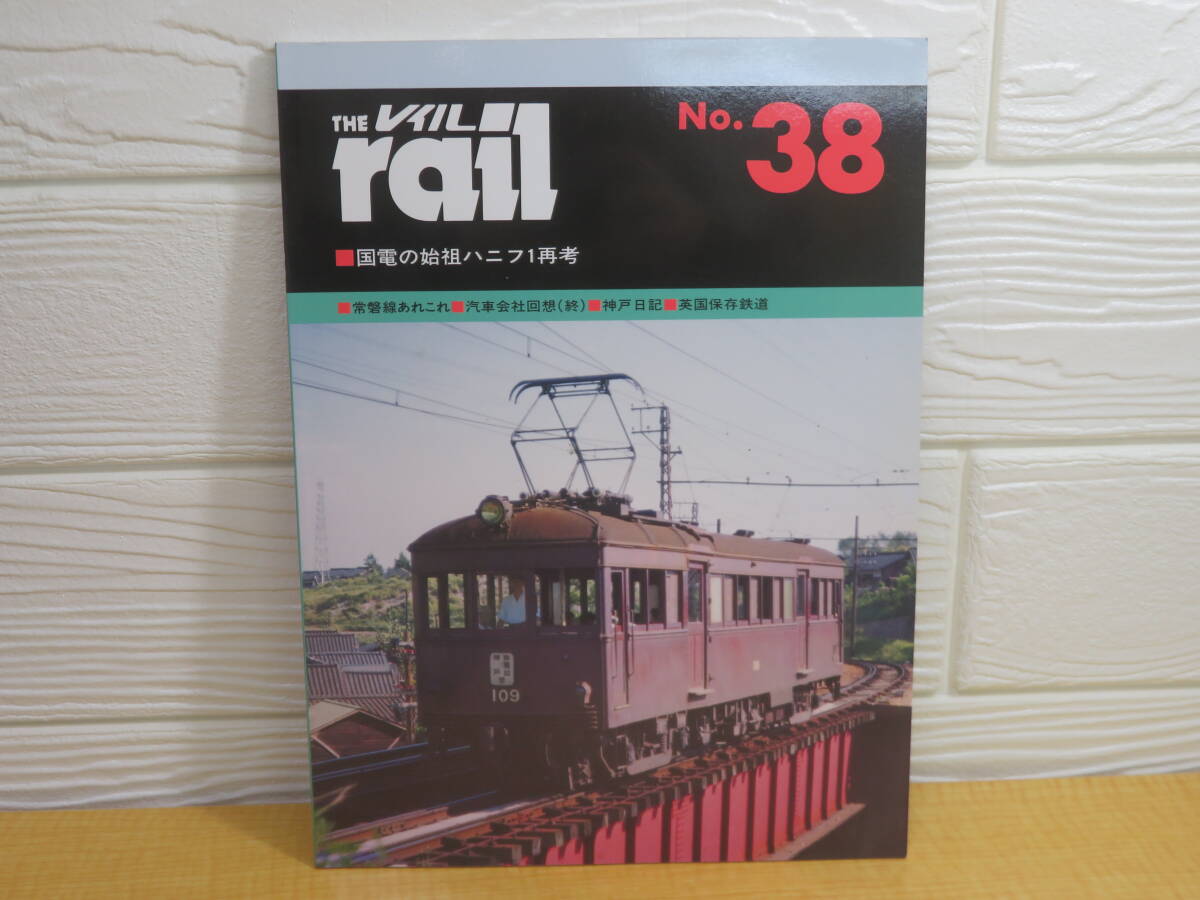 THE レイル
rail
No.38
■国電の始祖ハニフ1再考
■常磐線あれこれ■汽車会社回想(終)■神戸日記■英国保存鉄道
109